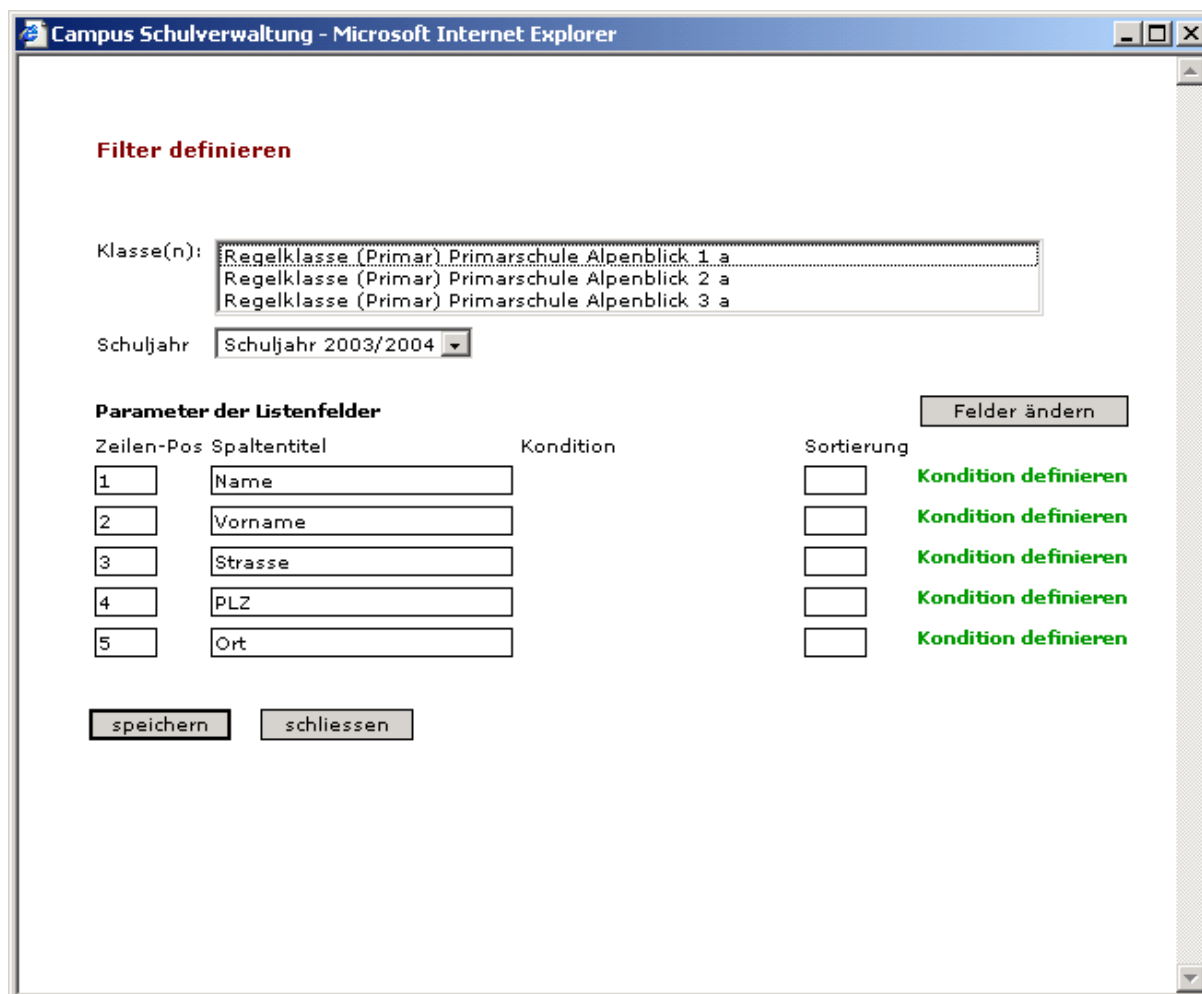 Campus Schulverwaltung - Microsoft Internet Explorer
Filter definieren
Klasse(n): Regelklasse (Primar) Primarschule Alpenblick 1 a
Regelklasse (Primar) Primarschule Alpenblick 2 a
Regelklasse (Primar) Primarschule Alpenblick 3 a
Schuljahr Schuljahr 2003/2004
Parameter der Listenfelder Felder ändern
Zeilen-Pos Spaltentitel Kondition Sortierung
1 Name Kondition definieren
2 Vorname Kondition definieren
3 Strasse Kondition definieren
4 PLZ Kondition definieren
5 Ort Kondition definieren
speichern schliessen